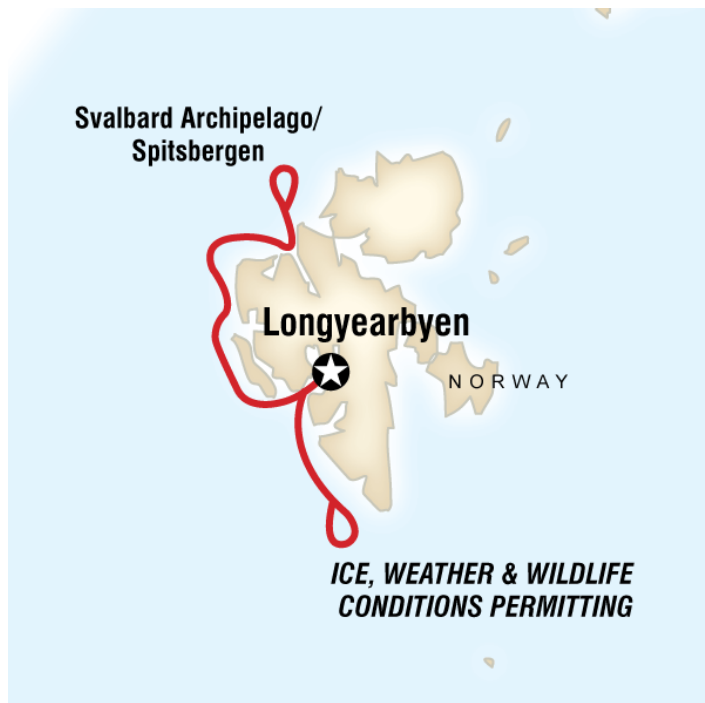 Svalbard Archipelago/
Spitsbergen
Longyearbyen
NORWAY
ICE, WEATHER & WILDLIFE
CONDITIONS PERMITTING